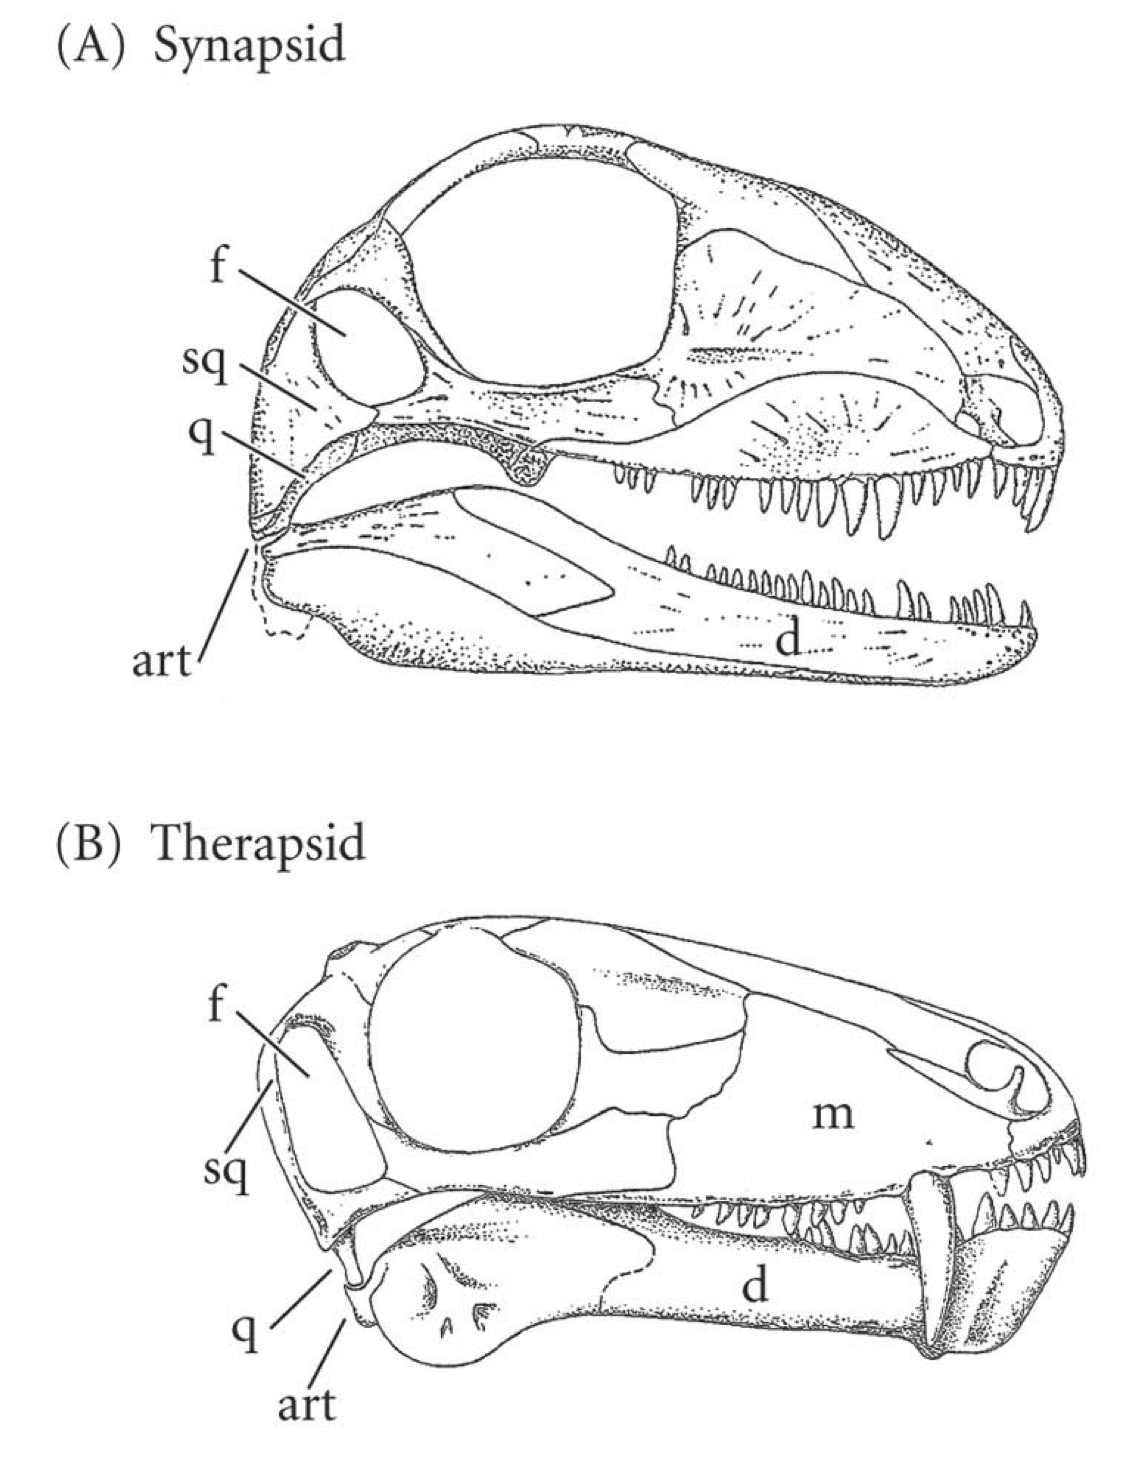 (A) Synapsid
f
sq
q
art
d
(B) Therapsid
f
m
sq
d
q
art